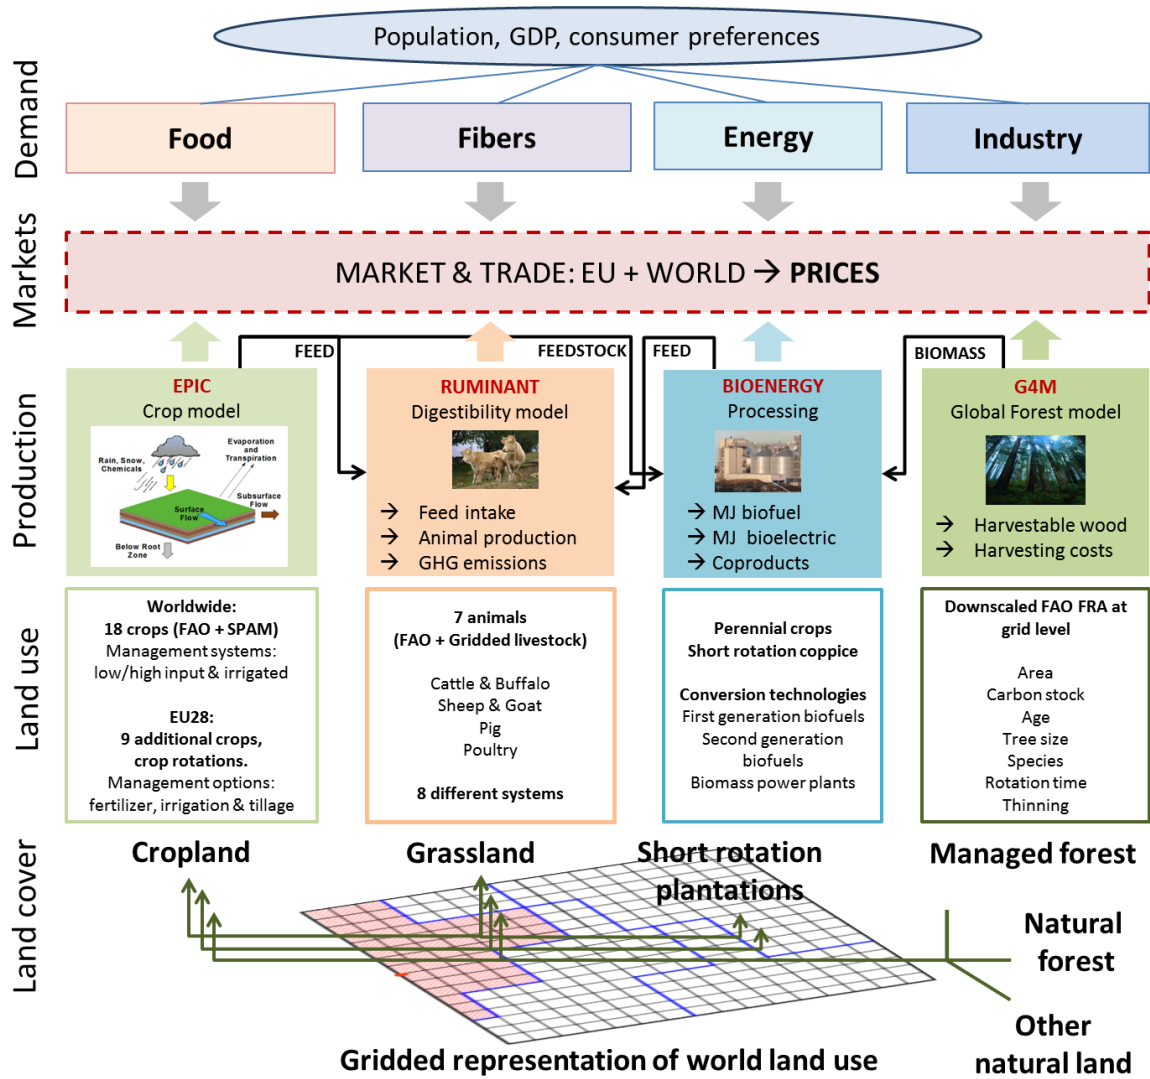 Population, GDP, consumer preferences
Demand
Food
Fibers
Energy
Industry
Markets
MARKET & TRADE: EU + WORLD → PRICES
FEED
FEEDSTOCK
FEED
BIOMASS
Production
EPIC
Crop model
Rain, Snow,
Chemicals
Evaporation
and
Transpiration
Subsurface
Flow
Surface
Flow
Below Root
Zone
RUMINANT
Digestibility model
→ Feed intake
→ Animal production
→ GHG emissions
BIOENERGY
Processing
→ MJ biofuel
→ MJ bioelectric
→ Coproducts
G4M
Global Forest model
→ Harvestable wood
→ Harvesting costs
Land use
Worldwide:
18 crops (FAO + SPAM)
Management systems:
low/high input & irrigated
EU28:
9 additional crops,
crop rotations.
Management options:
fertilizer, irrigation & tillage
7 animals
(FAO + Gridded livestock)
Cattle & Buffalo
Sheep & Goat
Pig
Poultry
8 different systems
Perennial crops
Short rotation coppice
Conversion technologies
First generation biofuels
Second generation
biofuels
Biomass power plants
Downscaled FAO FRA at
grid level
Area
Carbon stock
Age
Tree size
Species
Rotation time
Thinning
Land cover
Cropland
Grassland
Short rotation
plantations
Managed forest
Natural
forest
Other
natural land
Gridded representation of world land use